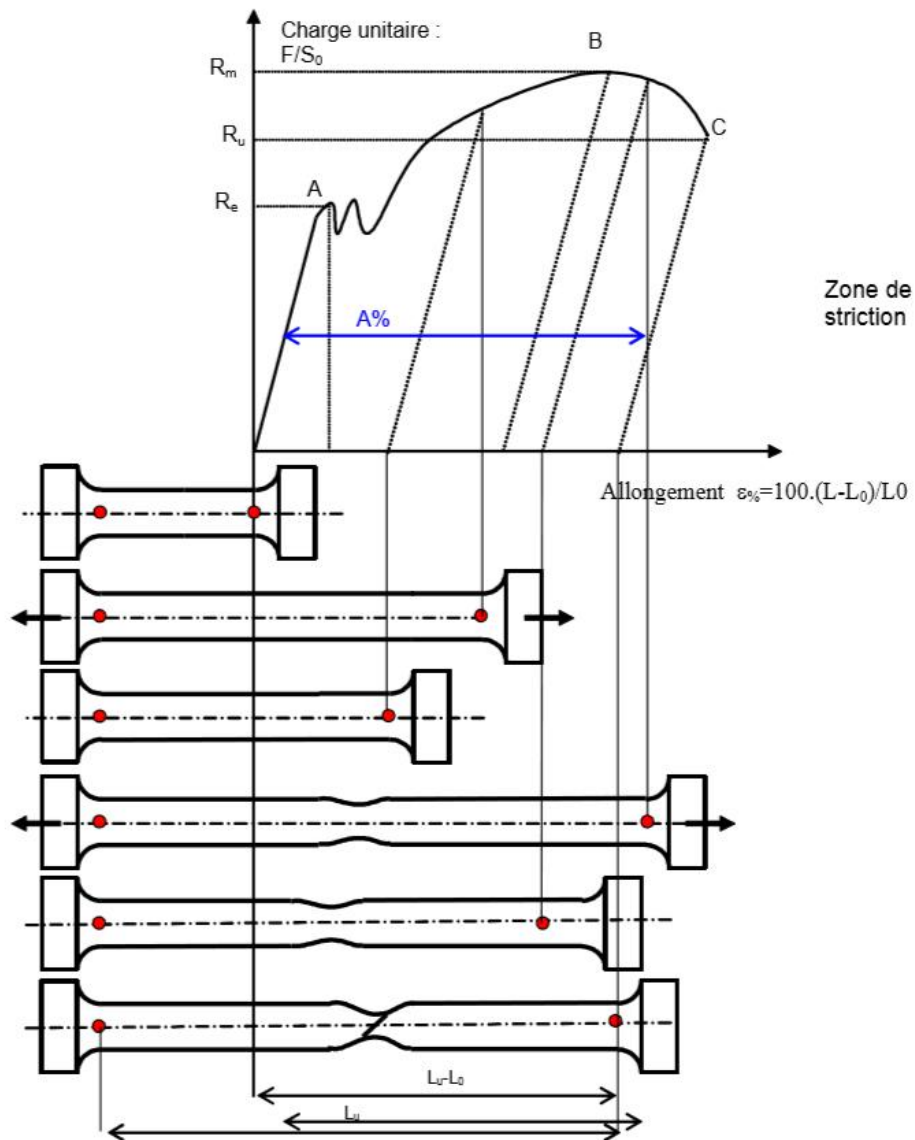 Charge unitaire :
F/S₀
B
Rₘ
C
Rᵤ
A
Rₑ
Zone de
striction
A%
Allongement ε%=100.(L-L₀)/L0
Lᵤ-L₀
Lᵤ